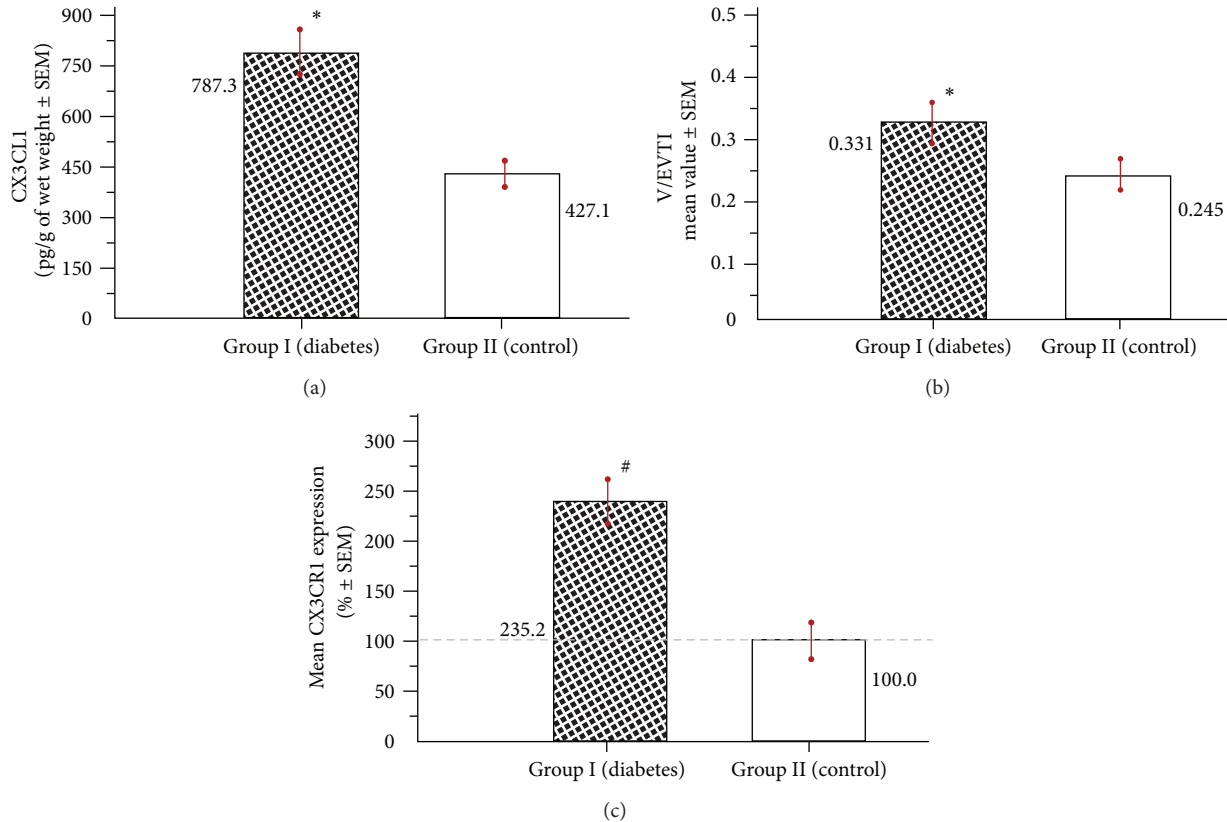 CX3CL1
(pg/g of wet weight ± SEM)
900
750
600
450
300
150
0
*
787.3
427.1
Group I (diabetes)
Group II (control)
(a)
V/EVTI
mean value ± SEM
0.5
0.4
0.3
0.2
0.1
0
*
0.331
0.245
Group I (diabetes)
Group II (control)
(b)
Mean CX3CR1 expression
(% ± SEM)
300
250
200
150
100
50
0
#
235.2
100.0
Group I (diabetes)
Group II (control)
(c)